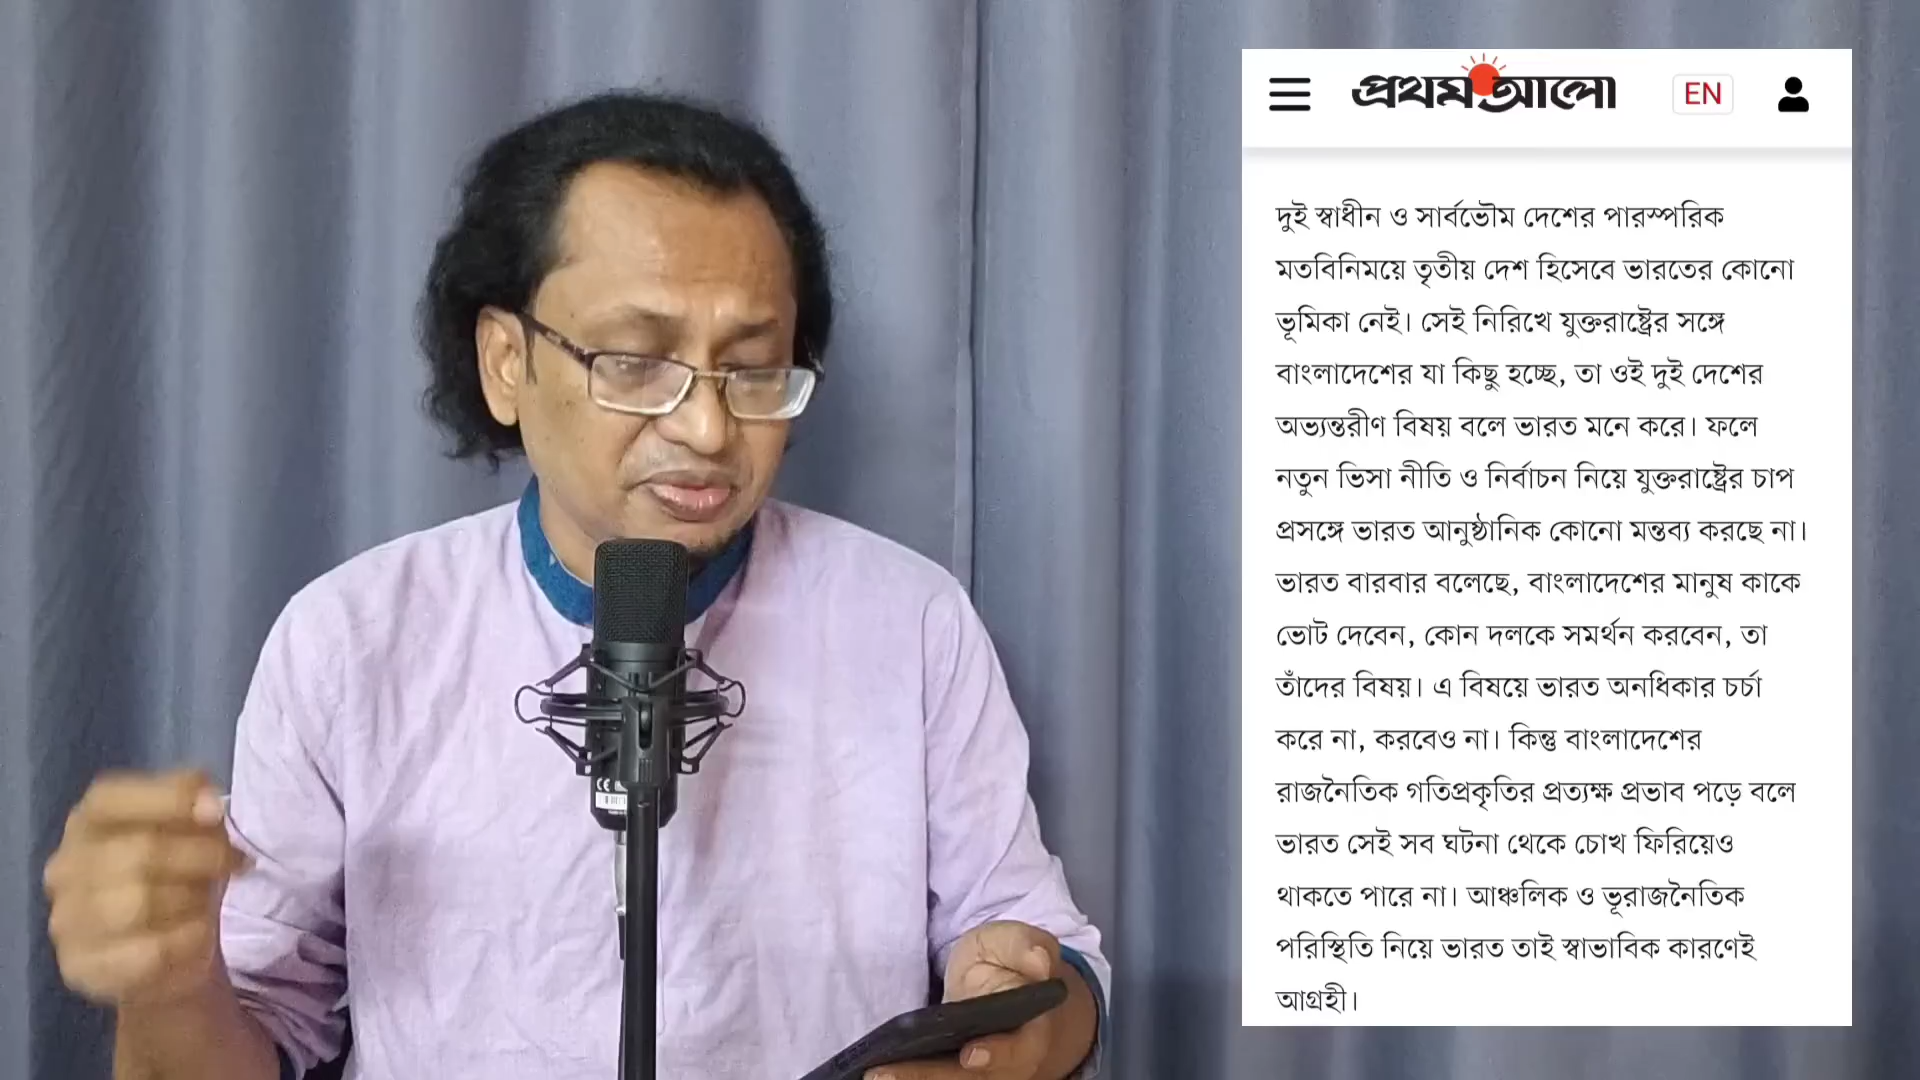 প্রথম আলো
EN
দুই স্বাধীন ও সার্বভৌম দেশের পারস্পরিক
মতবিনিময়ে তৃতীয় দেশ হিসেবে ভারতের কোনো
ভূমিকা নেই। সেই নিরিখে যুক্তরাষ্ট্রের সঙ্গে
বাংলাদেশের যা কিছু হচ্ছে, তা ওই দুই দেশের
অভ্যন্তরীণ বিষয় বলে ভারত মনে করে। ফলে
নতুন ভিসা নীতি ও নির্বাচন নিয়ে যুক্তরাষ্ট্রের চাপ
প্রসঙ্গে ভারত আনুষ্ঠানিক কোনো মন্তব্য করছে না।
ভারত বারবার বলেছে, বাংলাদেশের মানুষ কাকে
ভোট দেবেন, কোন দলকে সমর্থন করবেন, তা
তাঁদের বিষয়। এ বিষয়ে ভারত অনধিকার চর্চা
করে না, করবেও না। কিন্তু বাংলাদেশের
রাজনৈতিক গতিপ্রকৃতির প্রত্যক্ষ প্রভাব পড়ে বলে
ভারত সেই সব ঘটনা থেকে চোখ ফিরিয়েও
থাকতে পারে না। আঞ্চলিক ও ভূরাজনৈতিক
পরিস্থিতি নিয়ে ভারত তাই স্বাভাবিক কারণেই
আগ্রহী।
CE